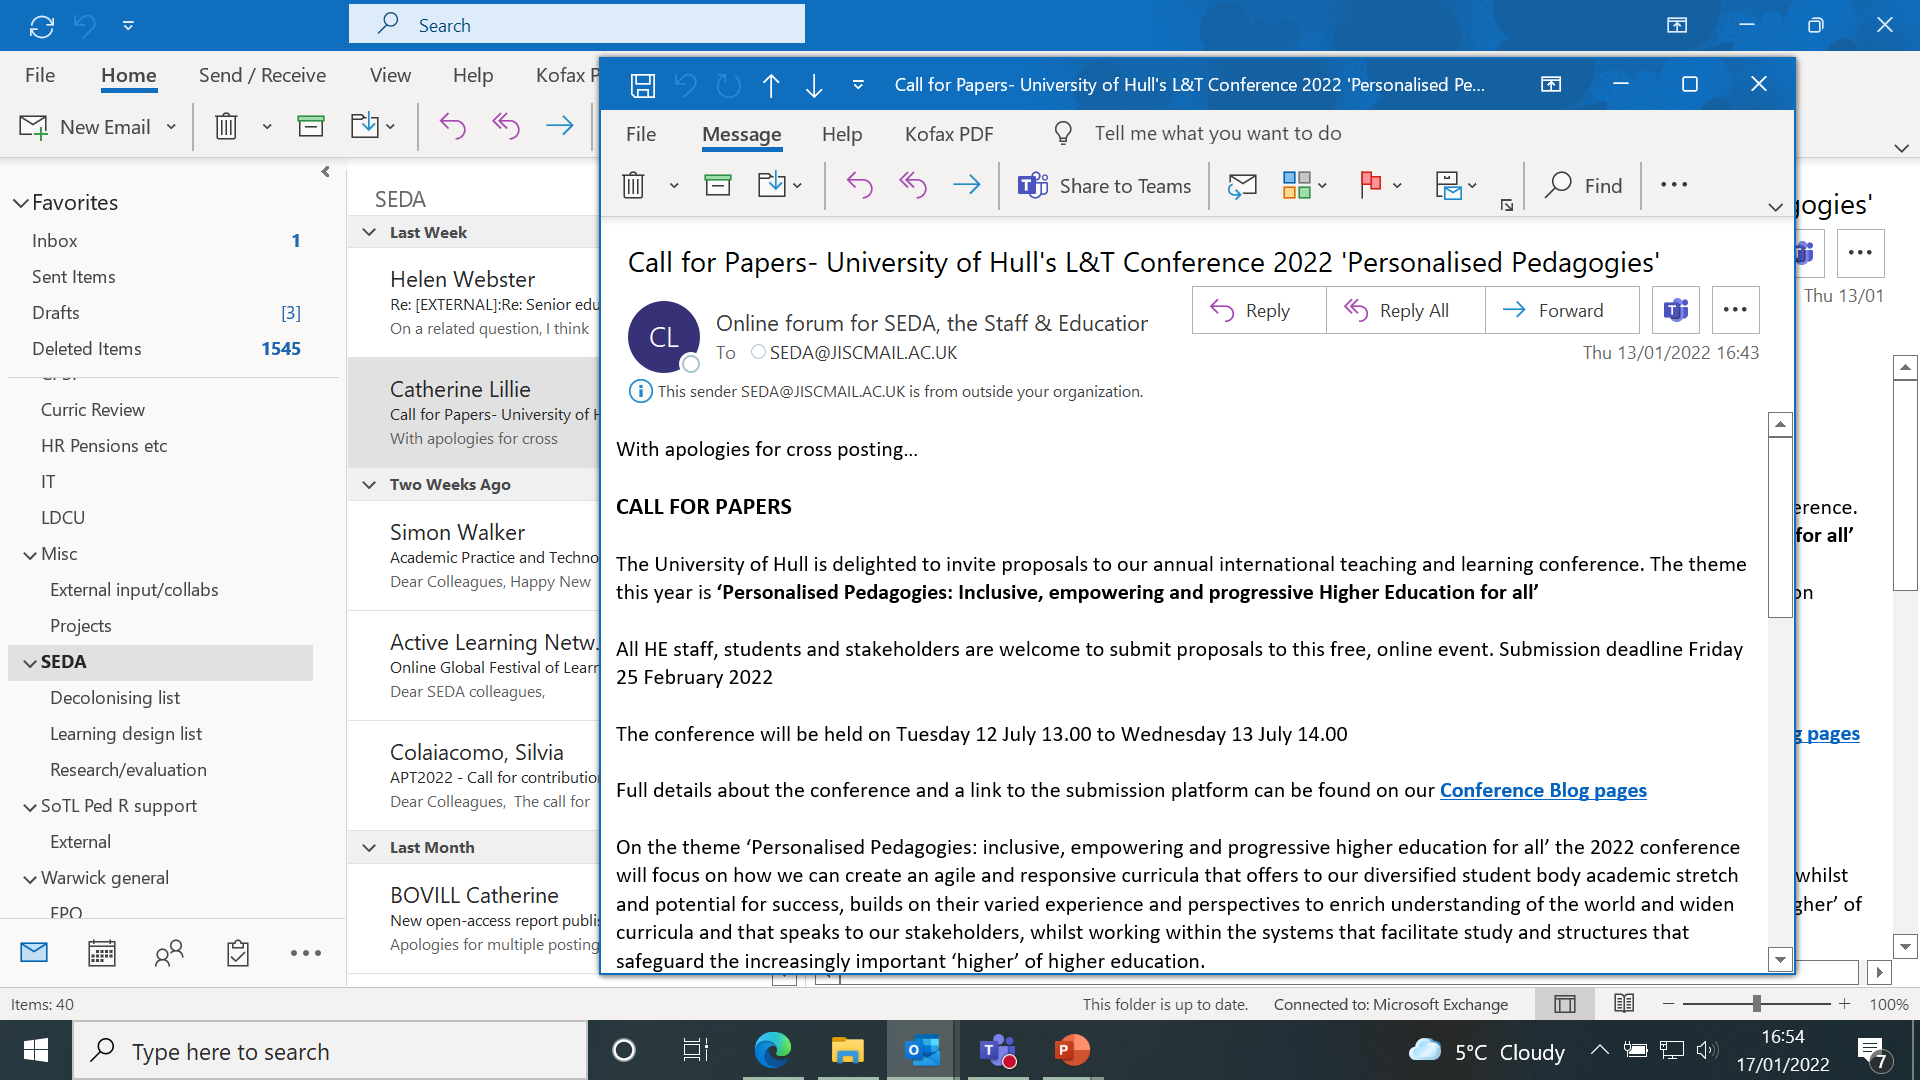 Search
File Home Send / Receive View Help Kofax P
New Email
Favorites
Inbox 1
Sent Items
Drafts [3]
Deleted Items 1545
Curric Review
HR Pensions etc
IT
LDCU
Misc
External input/collabs
Projects
SEDA
Decolonising list
Learning design list
Research/evaluation
SoTL Ped R support
External
Warwick general
SEDA
Last Week
Helen Webster
Re: [EXTERNAL]:Re: Senior edu
On a related question, I think
Catherine Lillie
Call for Papers- University of H
With apologies for cross
Two Weeks Ago
Simon Walker
Academic Practice and Techno
Dear Colleagues, Happy New
Active Learning Netw...
Online Global Festival of Learn
Dear SEDA colleagues,
Colaiacomo, Silvia
APT2022 - Call for contribution
Dear Colleagues, The call for
Last Month
BOVILL Catherine
New open-access report publis
Apologies for multiple posting
Call for Papers- University of Hull's L&T Conference 2022 'Personalised Pe...
File Message Help Kofax PDF Tell me what you want to do
Share to Teams Find
Call for Papers- University of Hull's L&T Conference 2022 'Personalised Pedagogies'
CL
Online forum for SEDA, the Staff & Educatior
Reply Reply All Forward
To SEDA@JISCMAIL.AC.UK
Thu 13/01/2022 16:43
This sender SEDA@JISCMAIL.AC.UK is from outside your organization.
With apologies for cross posting...
CALL FOR PAPERS
The University of Hull is delighted to invite proposals to our annual international teaching and learning conference. The theme
this year is ‘Personalised Pedagogies: Inclusive, empowering and progressive Higher Education for all’
All HE staff, students and stakeholders are welcome to submit proposals to this free, online event. Submission deadline Friday
25 February 2022
The conference will be held on Tuesday 12 July 13.00 to Wednesday 13 July 14.00
Full details about the conference and a link to the submission platform can be found on our Conference Blog pages
On the theme ‘Personalised Pedagogies: inclusive, empowering and progressive higher education for all’ the 2022 conference
will focus on how we can create an agile and responsive curricula that offers to our diversified student body academic stretch
and potential for success, builds on their varied experience and perspectives to enrich understanding of the world and widen
curricula and that speaks to our stakeholders, whilst working within the systems that facilitate study and structures that
safeguard the increasingly important ‘higher’ of higher education.
gogies'
Thu 13/01
erence.
for all’
on
g pages
whilst
gher’ of
Items: 40
This folder is up to date. Connected to: Microsoft Exchange 100%
Type here to search
5°C Cloudy
16:54
17/01/2022
7